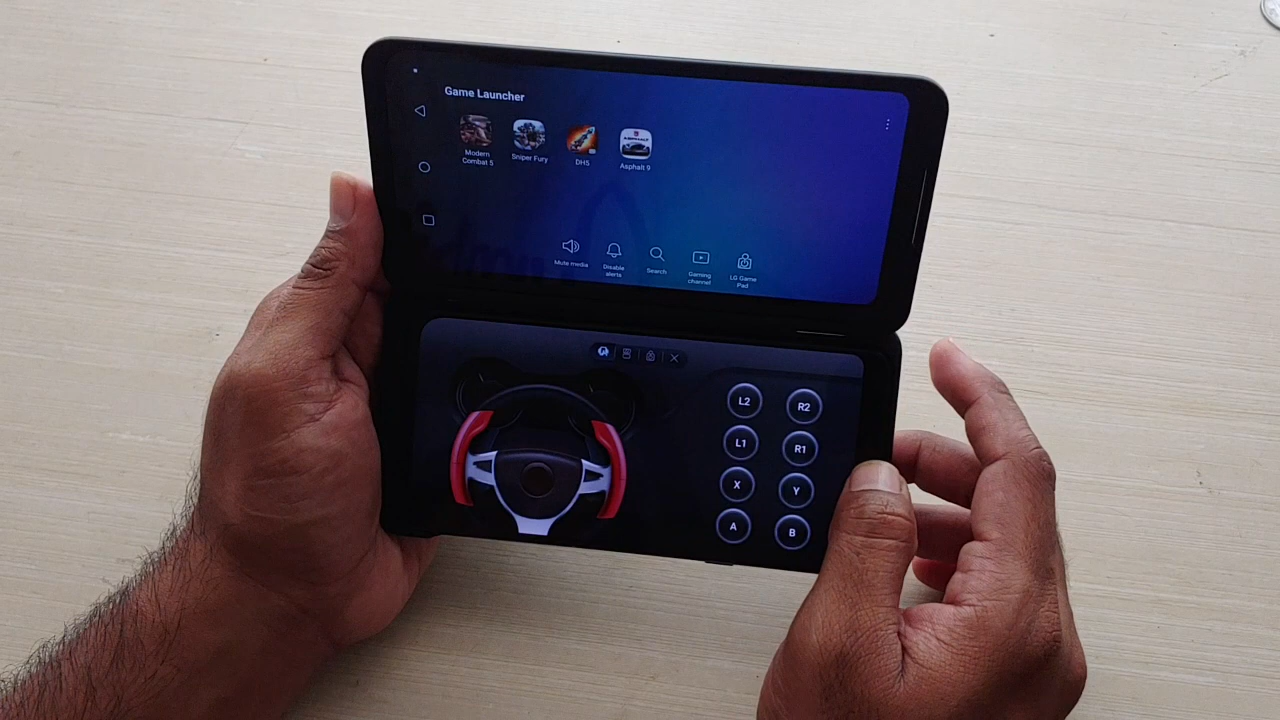 Game Launcher
Modern
Combat 5
Sniper Fury
DH5
Asphalt 9
ASPHALT
Mute media
Disable
alerts
Search
Gaming
channel
LG Game
Pad
L2
R2
L1
R1
X
Y
A
B